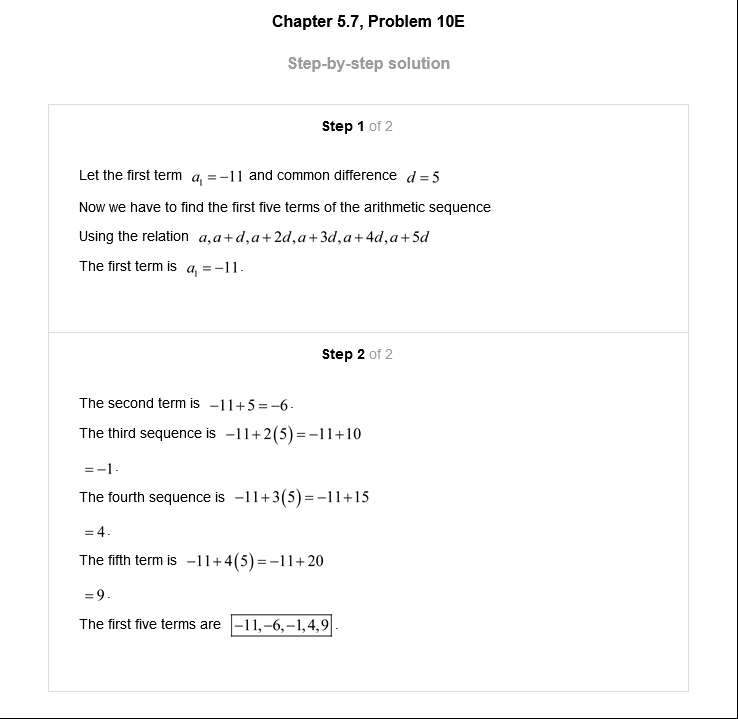 Chapter 5.7, Problem 10E
Step-by-step solution
Step 1 of 2
Let the first term a₁ = −11 and common difference d = 5
Now we have to find the first five terms of the arithmetic sequence
Using the relation a, a + d, a + 2d, a + 3d, a + 4d, a + 5d
The first term is a₁ = −11.
Step 2 of 2
The second term is −11 + 5 = −6.
The third sequence is −11 + 2(5) = −11 + 10
= −1.
The fourth sequence is −11 + 3(5) = −11 + 15
= 4.
The fifth term is −11 + 4(5) = −11 + 20
= 9.
The first five terms are −11, −6, −1, 4, 9.